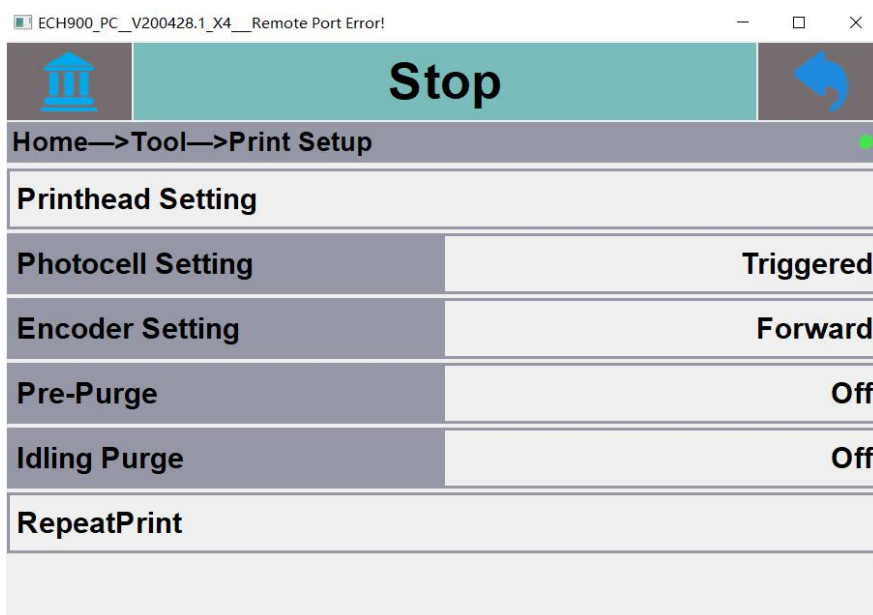 ECH900_PC__V200428.1_X4___Remote Port Error!
Stop
Home—>Tool—>Print Setup
Printhead Setting
Photocell Setting Triggered
Encoder Setting Forward
Pre-Purge Off
Idling Purge Off
RepeatPrint